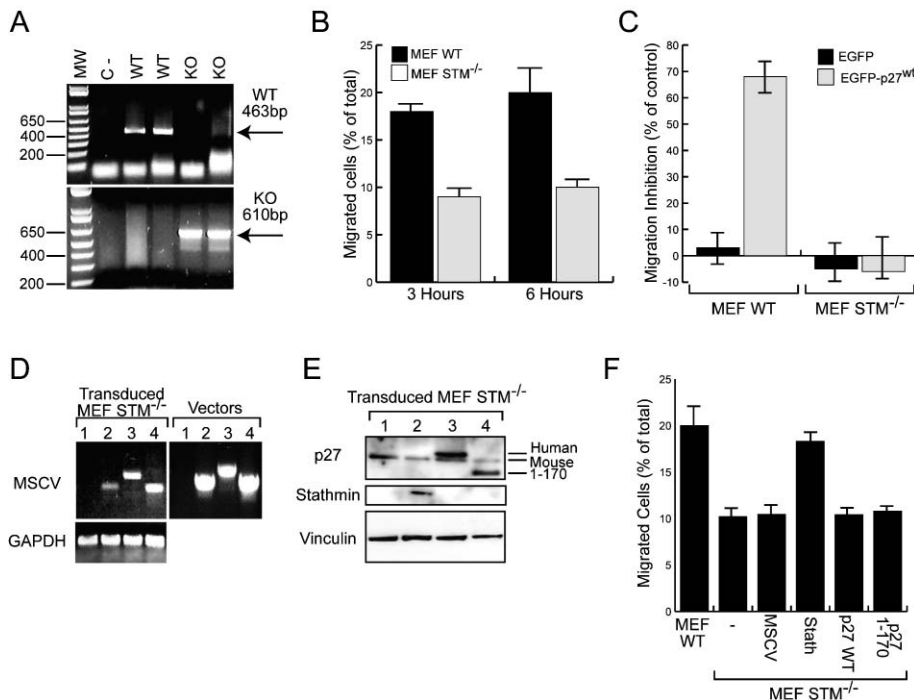 A
MW
C -
WT
WT
KO
KO
650
400
200
WT
463bp
650
400
200
KO
610bp
B
MEF WT
MEF STM-/-
Migrated cells (% of total)
25
20
15
10
5
0
3 Hours
6 Hours
C
EGFP
EGFP-p27wt
Migration Inhibition (% of control)
80
70
60
50
40
30
20
10
0
-10
MEF WT
MEF STM-/-
D
Transduced
MEF STM-/-
Vectors
1 2 3 4
1 2 3 4
MSCV
GAPDH
E
Transduced MEF STM-/-
1 2 3 4
p27
Human
Mouse
1-170
Stathmin
Vinculin
F
Migrated Cells (% of total)
25
20
15
10
5
0
MEF
WT
-
MSCV
Stath
p27 WT
p27
1-170
MEF STM-/-